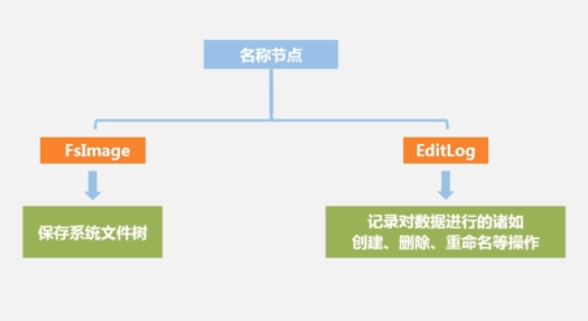 名称节点
FsImage
EditLog
保存系统文件树
记录对数据进行的诸如
创建、删除、重命名等操作